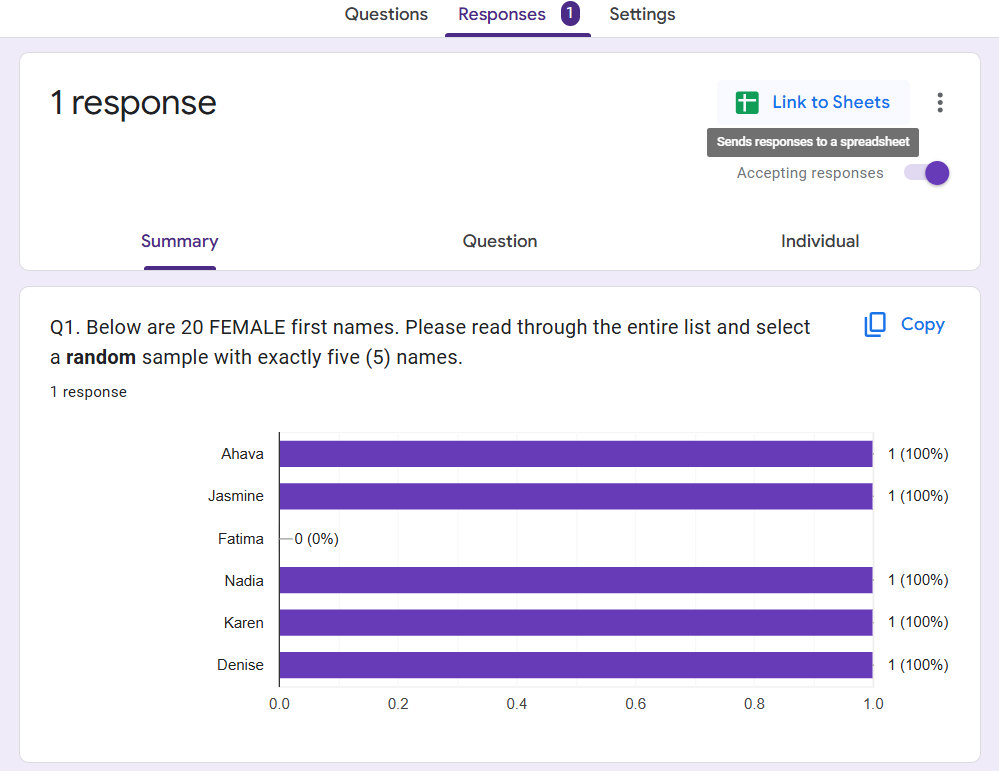 Questions Responses 1 Settings
1 response
Link to Sheets
Sends responses to a spreadsheet
Accepting responses
Summary Question Individual
Q1. Below are 20 FEMALE first names. Please read through the entire list and select
a random sample with exactly five (5) names.
Copy
1 response
Ahava 1 (100%)
Jasmine 1 (100%)
Fatima 0 (0%)
Nadia 1 (100%)
Karen 1 (100%)
Denise 1 (100%)
0.0 0.2 0.4 0.6 0.8 1.0